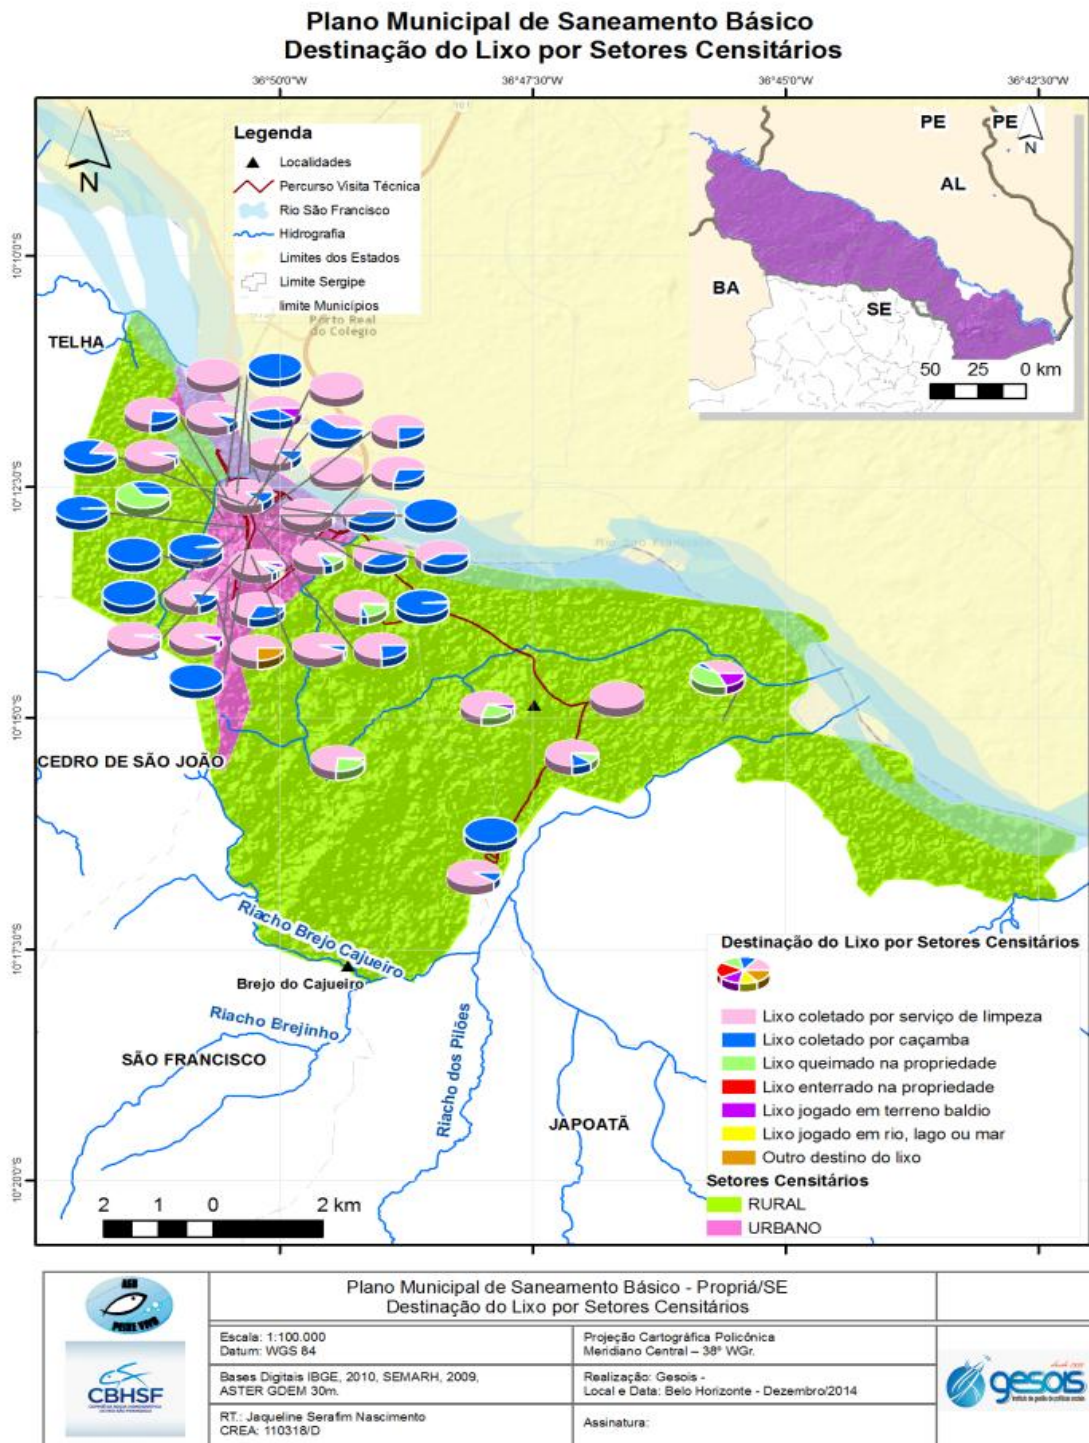 Plano Municipal de Saneamento Básico
Destinação do Lixo por Setores Censitários
36°50'0"W
36°47'30"W
36°45'0"W
36°42'30"W
N
Legenda
Localidades
Percurso Visita Técnica
Rio São Francisco
Hidrografia
Limites dos Estados
Limite Sergipe
limite Municípios
PE
PE
N
AL
BA
SE
50 25 0 km
10°10'0"S
TELHA
Porto Real
do Colegio
10°12'30"S
Rio São Francisco
10°15'0"S
CEDRO DE SÃO JOÃO
Riacho Brejo Cajueiro
10°17'30"S
Brejo do Cajueiro
Riacho Brejinho
SÃO FRANCISCO
Riacho dos Pilões
JAPOATÃ
10°20'0"S
2 1 0 2 km
Destinação do Lixo por Setores Censitários
Lixo coletado por serviço de limpeza
Lixo coletado por caçamba
Lixo queimado na propriedade
Lixo enterrado na propriedade
Lixo jogado em terreno baldio
Lixo jogado em rio, lago ou mar
Outro destino do lixo
Setores Censitários
RURAL
URBANO
PEIXE VIVO
CBHSF
Plano Municipal de Saneamento Básico - Propriá/SE
Destinação do Lixo por Setores Censitários
Escala: 1:100.000
Datum: WGS 84
Projeção Cartográfica Policônica
Meridiano Central – 38º WGr.
Bases Digitais IBGE, 2010, SEMARH, 2009,
ASTER GDEM 30m.
Realização: Gesois -
Local e Data: Belo Horizonte - Dezembro/2014
RT.: Jaqueline Serafim Nascimento
CREA: 110318/D
Assinatura:
gesois